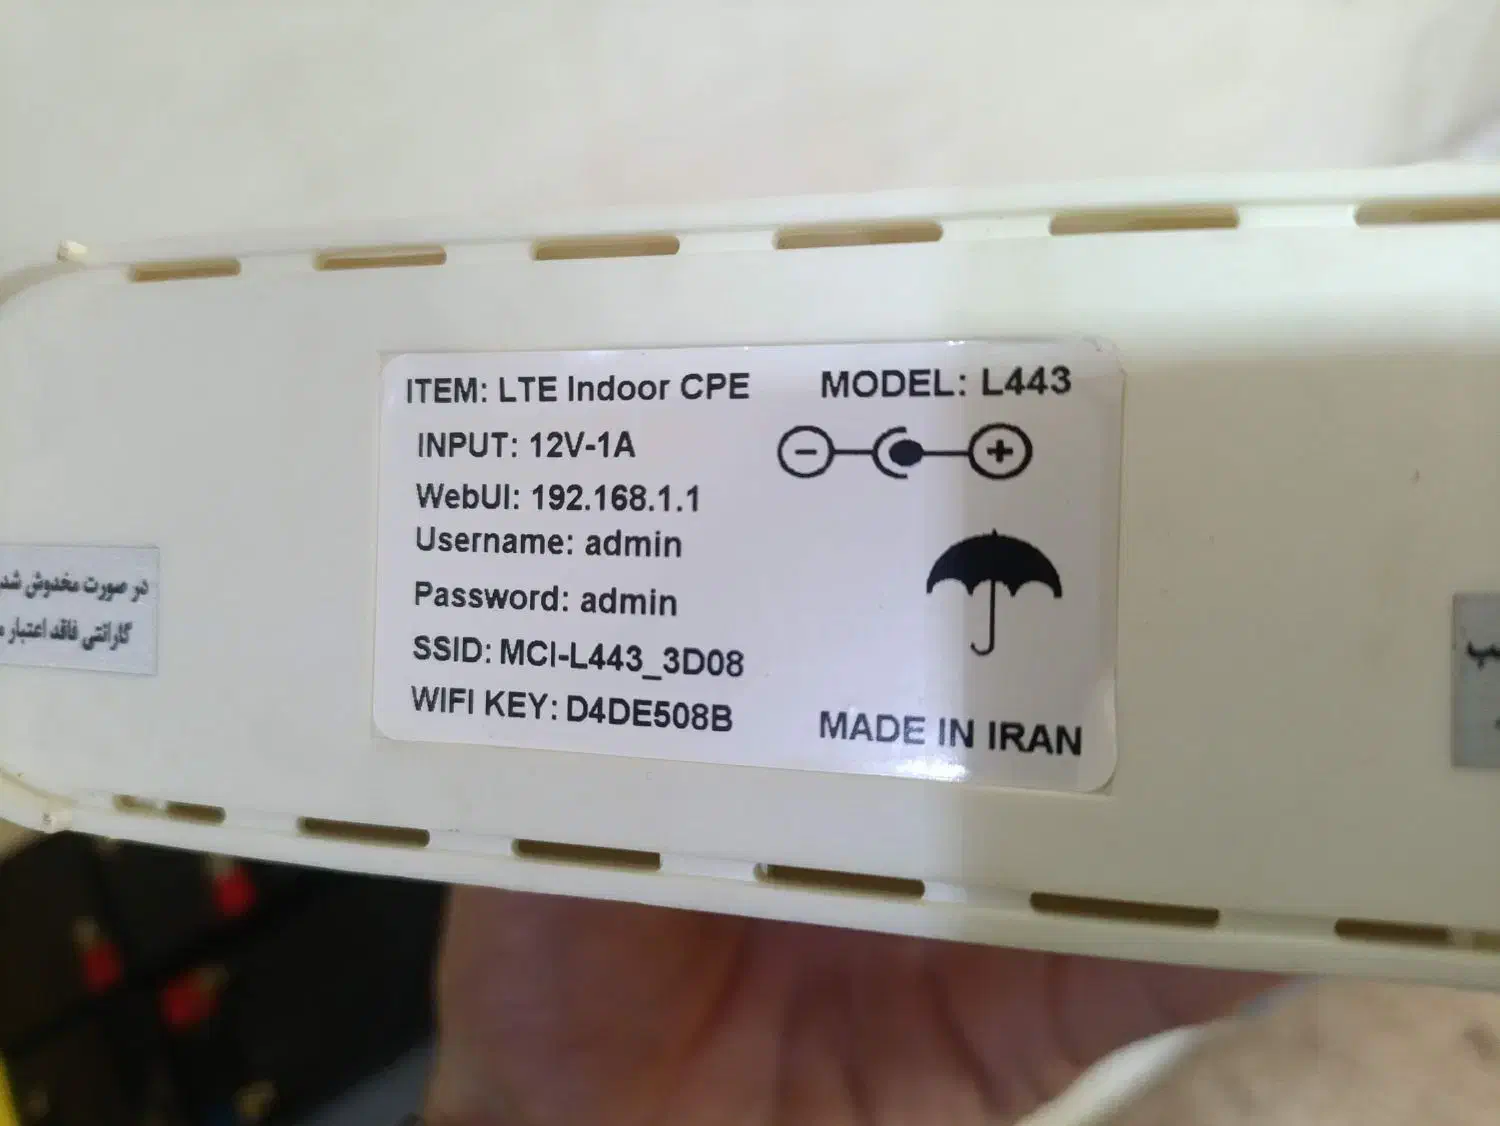 ITEM: LTE Indoor CPE MODEL: L443
INPUT: 12V-1A
WebUI: 192.168.1.1
Username: admin
Password: admin
SSID: MCI-L443_3D08
WIFI KEY: D4DE508B
MADE IN IRAN
در صورت مخدوش
گارانتی فاقد اعتبار